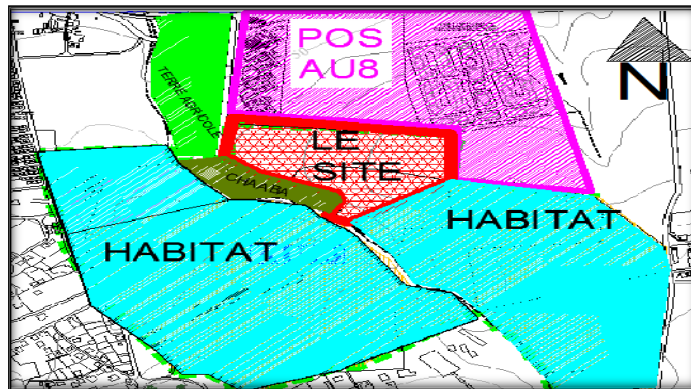 POS
AU8
N
TERRE AGRICOLE
LE
SITE
CHAABA
HABITAT
HABITAT